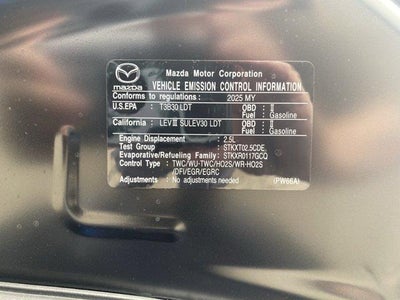 mazda
Mazda Motor Corporation
VEHICLE EMISSION CONTROL INFORMATION
Conforms to regulations: 2025 MY
U.S.EPA : T3B30 LDT OBD : II
Fuel : Gasoline
California : LEVⅢ SULEV30 LDT OBD : II
Fuel : Gasoline
Engine Displacement : 2.5L
Test Group : STKXT02.5CDE
Evaporative/Refueling Family: STKXR0117GCQ
Control Type : TWC/WU-TWC/HO2S/WR-HO2S
/DFI/EGR/EGRC
Adjustments : No adjustments needed (PW68A)